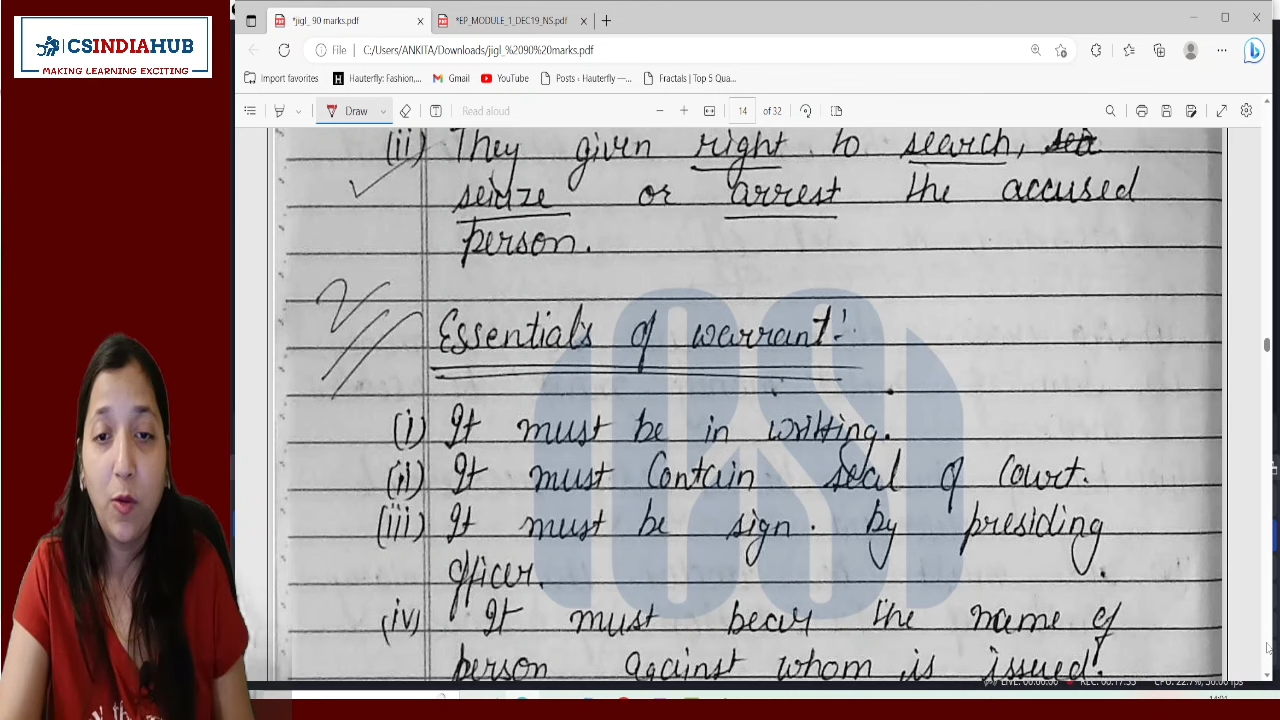 CSINDIAHUB
MAKING LEARNING EXCITING
*jigl_ 90 marks.pdf
*EP_MODULE_1_DEC19_NS.pdf
File C:/Users/ANKITA/Downloads/jigl_%2090%20marks.pdf
Import favorites Hauterfly: Fashion,... Gmail YouTube Posts ‹ Hauterfly —... Fractals | Top 5 Qua...
Draw Read aloud 14 of 32
(ii) They given right to search,
seize or arrest the accused
person.
Essentials of warrant:
(i) It must be in writing.
(ii) It must Contain seal of Court.
(iii) It must be sign. by presiding
officer.
(iv) It must bear the name of
person against whom is issued.
CS